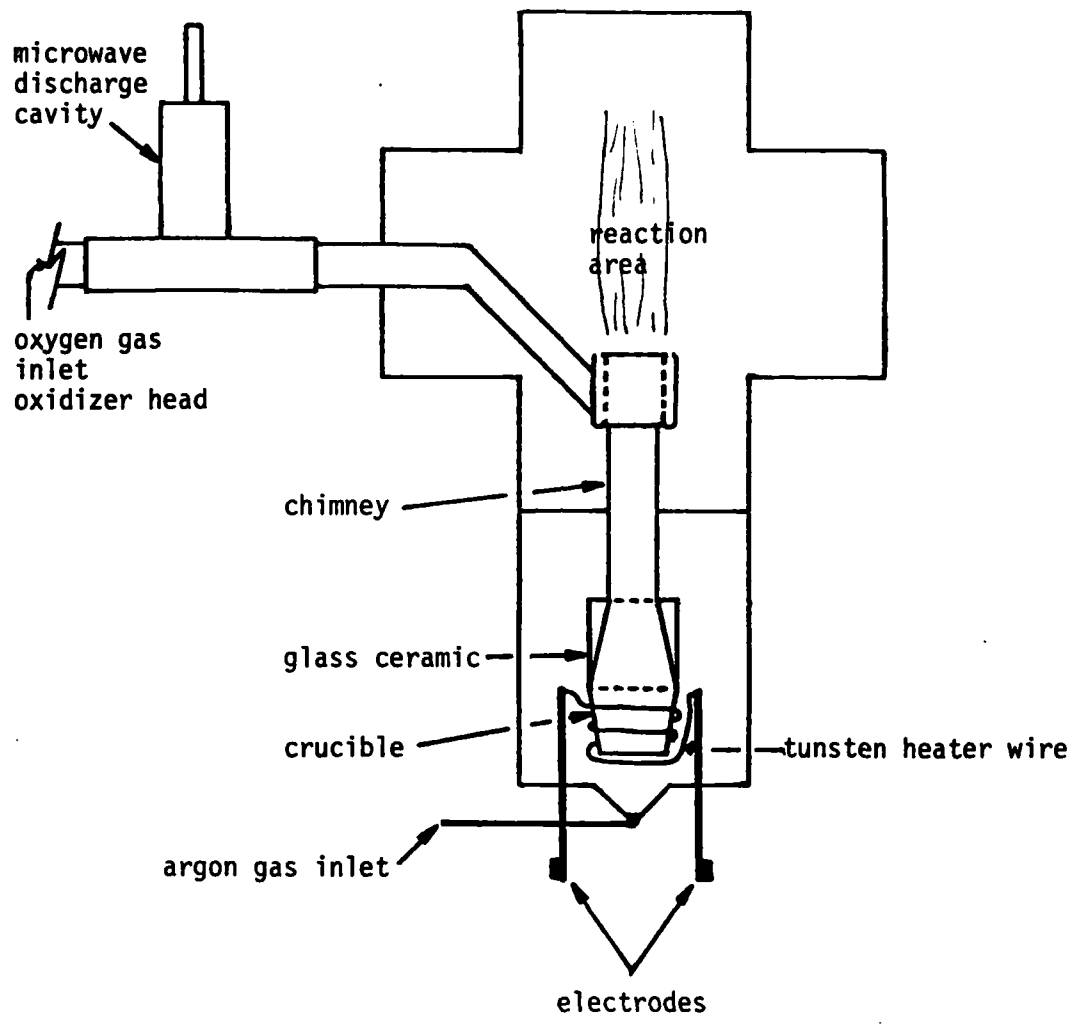 microwave
discharge
cavity
reaction
area
oxygen gas
inlet
oxidizer head
chimney
glass ceramic
crucible
tunsten heater wire
argon gas inlet
electrodes